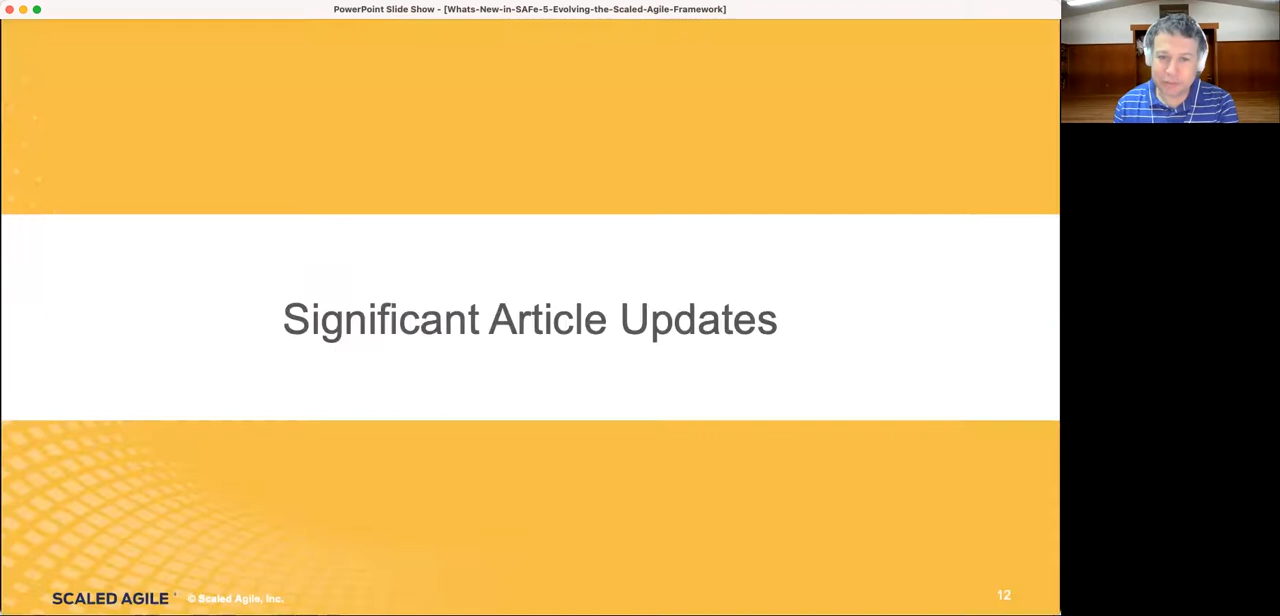 PowerPoint Slide Show - [Whats-New-in-SAFe-5-Evolving-the-Scaled-Agile-Framework]
Significant Article Updates
SCALED AGILE © Scaled Agile, Inc.
12